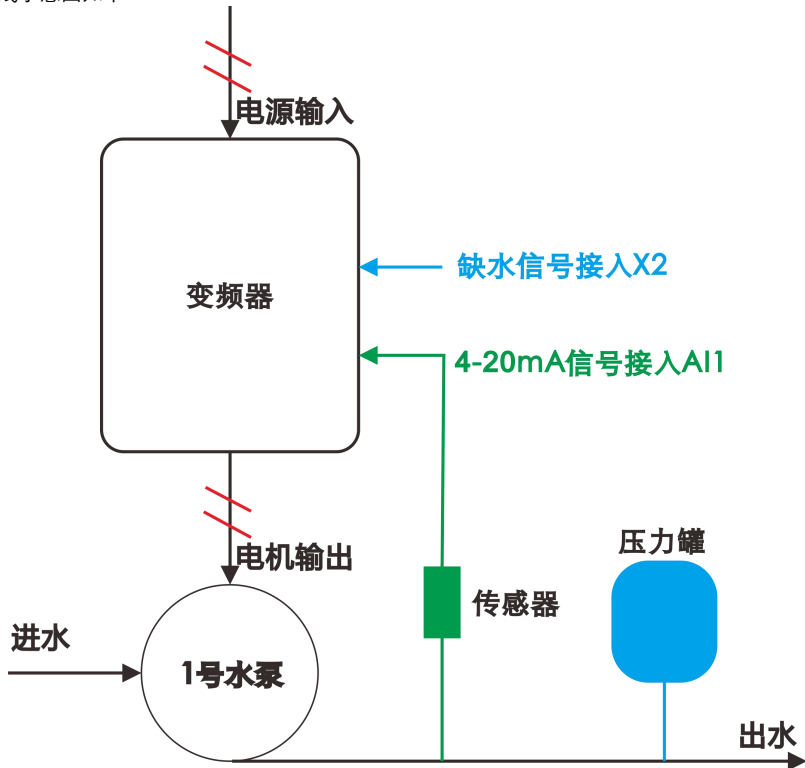 电源输入
变频器
缺水信号接入X2
4-20mA信号接入AI1
电机输出
压力罐
传感器
进水
1号水泵
出水